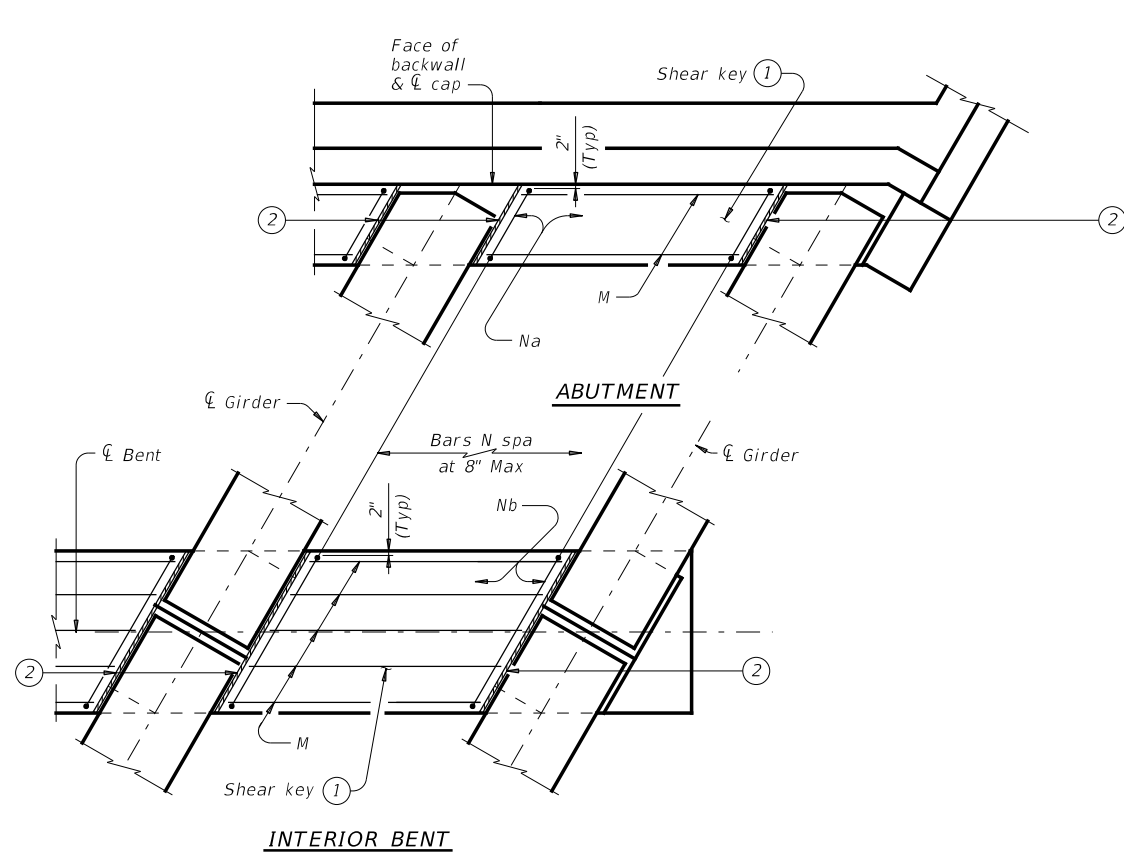 Face of
backwall
& ℄ cap
Shear key 1
2"
(Typ)
2
2
M
Na
ABUTMENT
℄ Girder
Bars N spa
at 8" Max
℄ Girder
℄ Bent
2"
(Typ)
Nb
2
2
M
Shear key 1
INTERIOR BENT